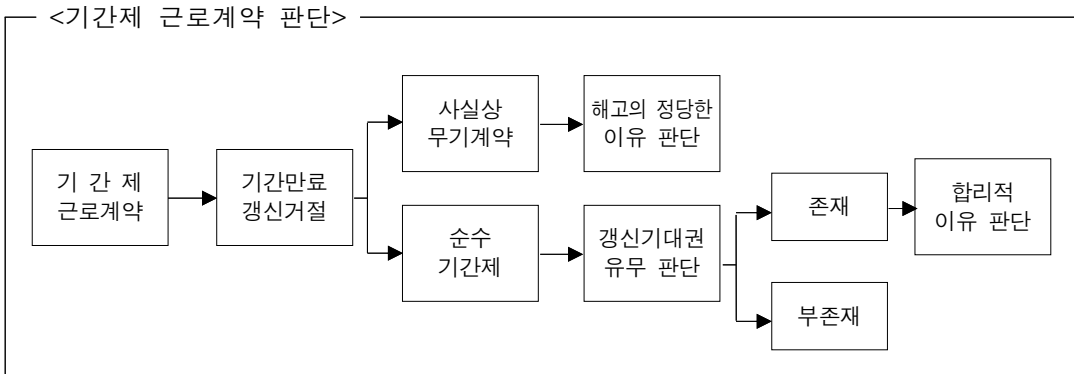 <기간제 근로계약 판단>
기 간 제
근로계약
기간만료
갱신거절
사실상
무기계약
해고의 정당한
이유 판단
순수
기간제
갱신기대권
유무 판단
존재
합리적
이유 판단
부존재